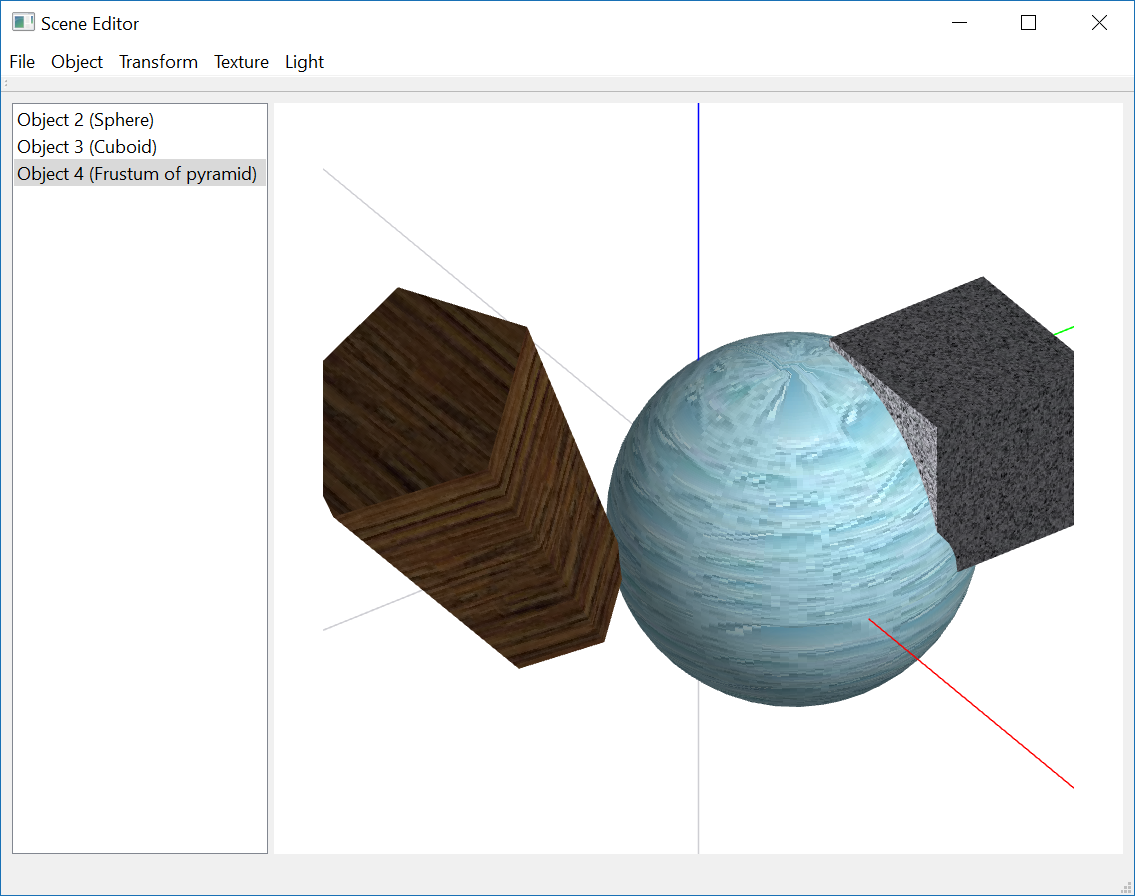 Scene Editor
File Object Transform Texture Light
Object 2 (Sphere)
Object 3 (Cuboid)
Object 4 (Frustum of pyramid)